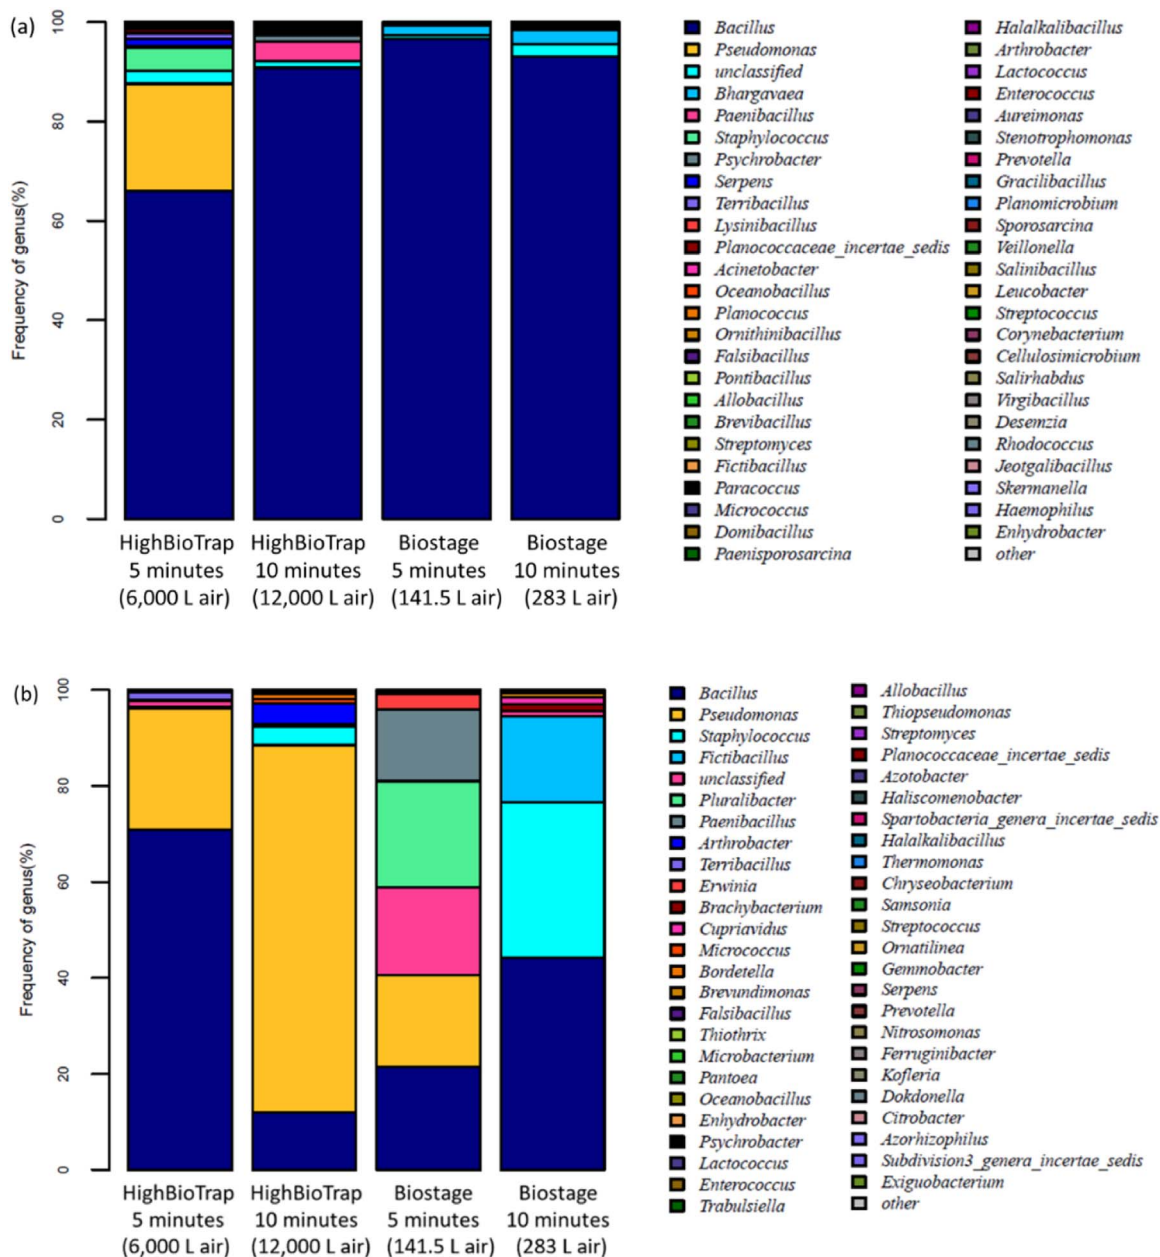 (a)
Frequency of genus(%)
100
80
60
40
20
0
HighBioTrap
5 minutes
(6,000 L air)
HighBioTrap
10 minutes
(12,000 L air)
Biostage
5 minutes
(141.5 L air)
Biostage
10 minutes
(283 L air)
Bacillus
Pseudomonas
unclassified
Bhargavaea
Paenibacillus
Staphylococcus
Psychrobacter
Serpens
Terribacillus
Lysinibacillus
Planococcaceae_incertae_sedis
Acinetobacter
Oceanobacillus
Planococcus
Ornithinibacillus
Falsibacillus
Pontibacillus
Allobacillus
Brevibacillus
Streptomyces
Fictibacillus
Paracoccus
Micrococcus
Domibacillus
Paenisporosarcina
Halalkalibacillus
Arthrobacter
Lactococcus
Enterococcus
Aureimonas
Stenotrophomonas
Prevotella
Gracilibacillus
Planomicrobium
Sporosarcina
Veillonella
Salinibacillus
Leucobacter
Streptococcus
Corynebacterium
Cellulosimicrobium
Salirhabdus
Virgibacillus
Desemzia
Rhodococcus
Jeotgalibacillus
Skermanella
Haemophilus
Enhydrobacter
other
(b)
Frequency of genus(%)
100
80
60
40
20
0
HighBioTrap
5 minutes
(6,000 L air)
HighBioTrap
10 minutes
(12,000 L air)
Biostage
5 minutes
(141.5 L air)
Biostage
10 minutes
(283 L air)
Bacillus
Pseudomonas
Staphylococcus
Fictibacillus
unclassified
Pluralibacter
Paenibacillus
Arthrobacter
Terribacillus
Erwinia
Brachybacterium
Cupriavidus
Micrococcus
Bordetella
Brevundimonas
Falsibacillus
Thiothrix
Microbacterium
Pantoea
Oceanobacillus
Enhydrobacter
Psychrobacter
Lactococcus
Enterococcus
Trabulsiella
Allobacillus
Thiopseudomonas
Streptomyces
Planococcaceae_incertae_sedis
Azotobacter
Haliscomenobacter
Spartobacteria_genera_incertae_sedis
Halalkalibacillus
Thermomonas
Chryseobacterium
Samsonia
Streptococcus
Ornatilinea
Gemmobacter
Serpens
Prevotella
Nitrosomonas
Ferruginibacter
Kofleria
Dokdonella
Citrobacter
Azorhizophilus
Subdivision3_genera_incertae_sedis
Exiguobacterium
other